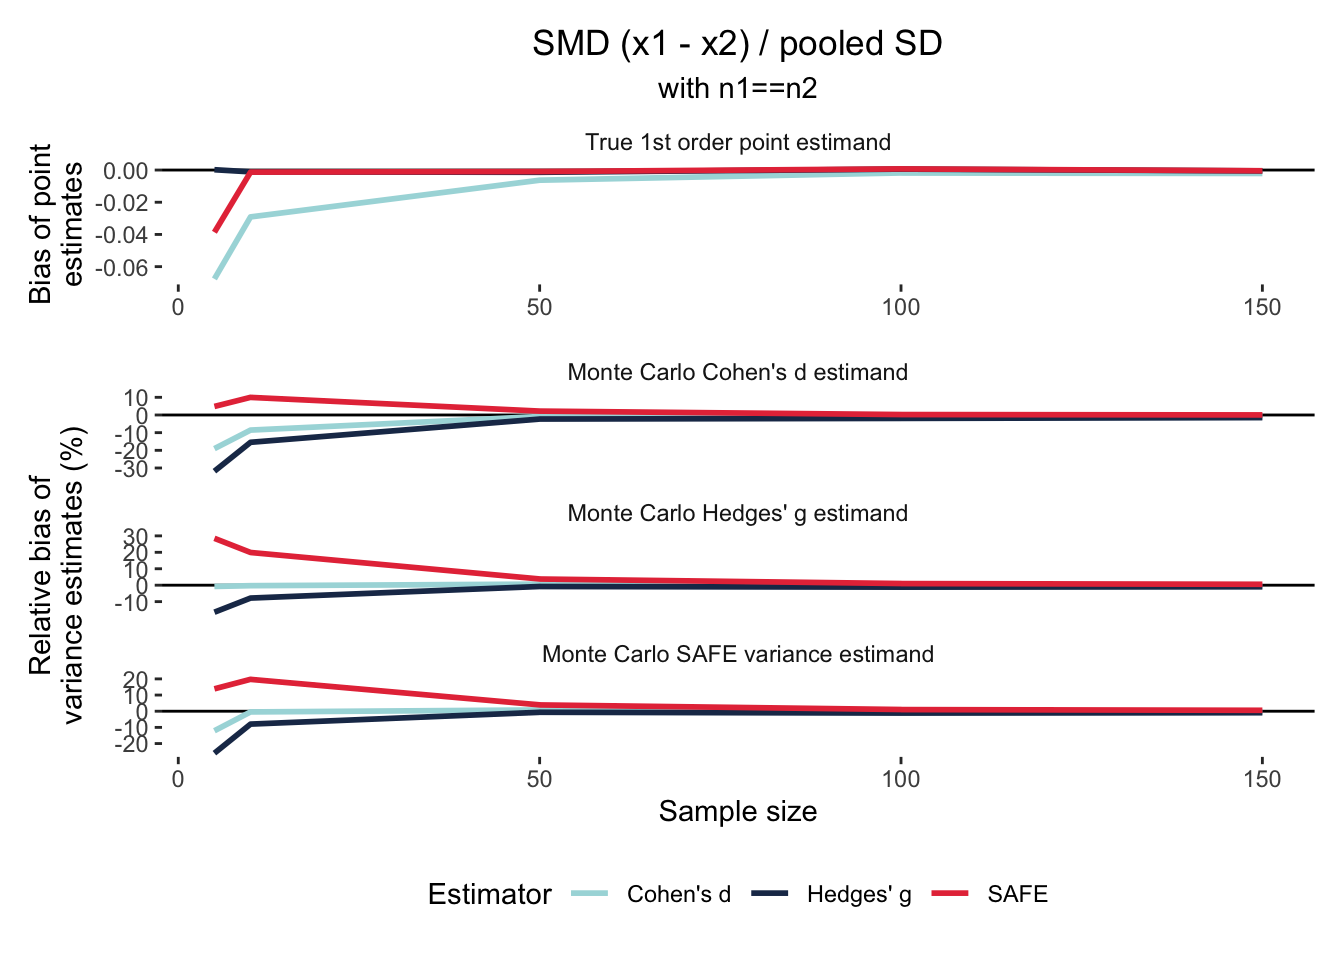 SMD (x1 - x2) / pooled SD
with n1==n2
True 1st order point estimand
Bias of point
estimates
0.00
-0.02
-0.04
-0.06
0 50 100 150
Monte Carlo Cohen's d estimand
10
0
-10
-20
-30
Relative bias of
variance estimates (%)
Monte Carlo Hedges' g estimand
30
20
10
0
-10
Monte Carlo SAFE variance estimand
20
10
0
-10
-20
0 50 100 150
Sample size
Estimator Cohen's d Hedges' g SAFE